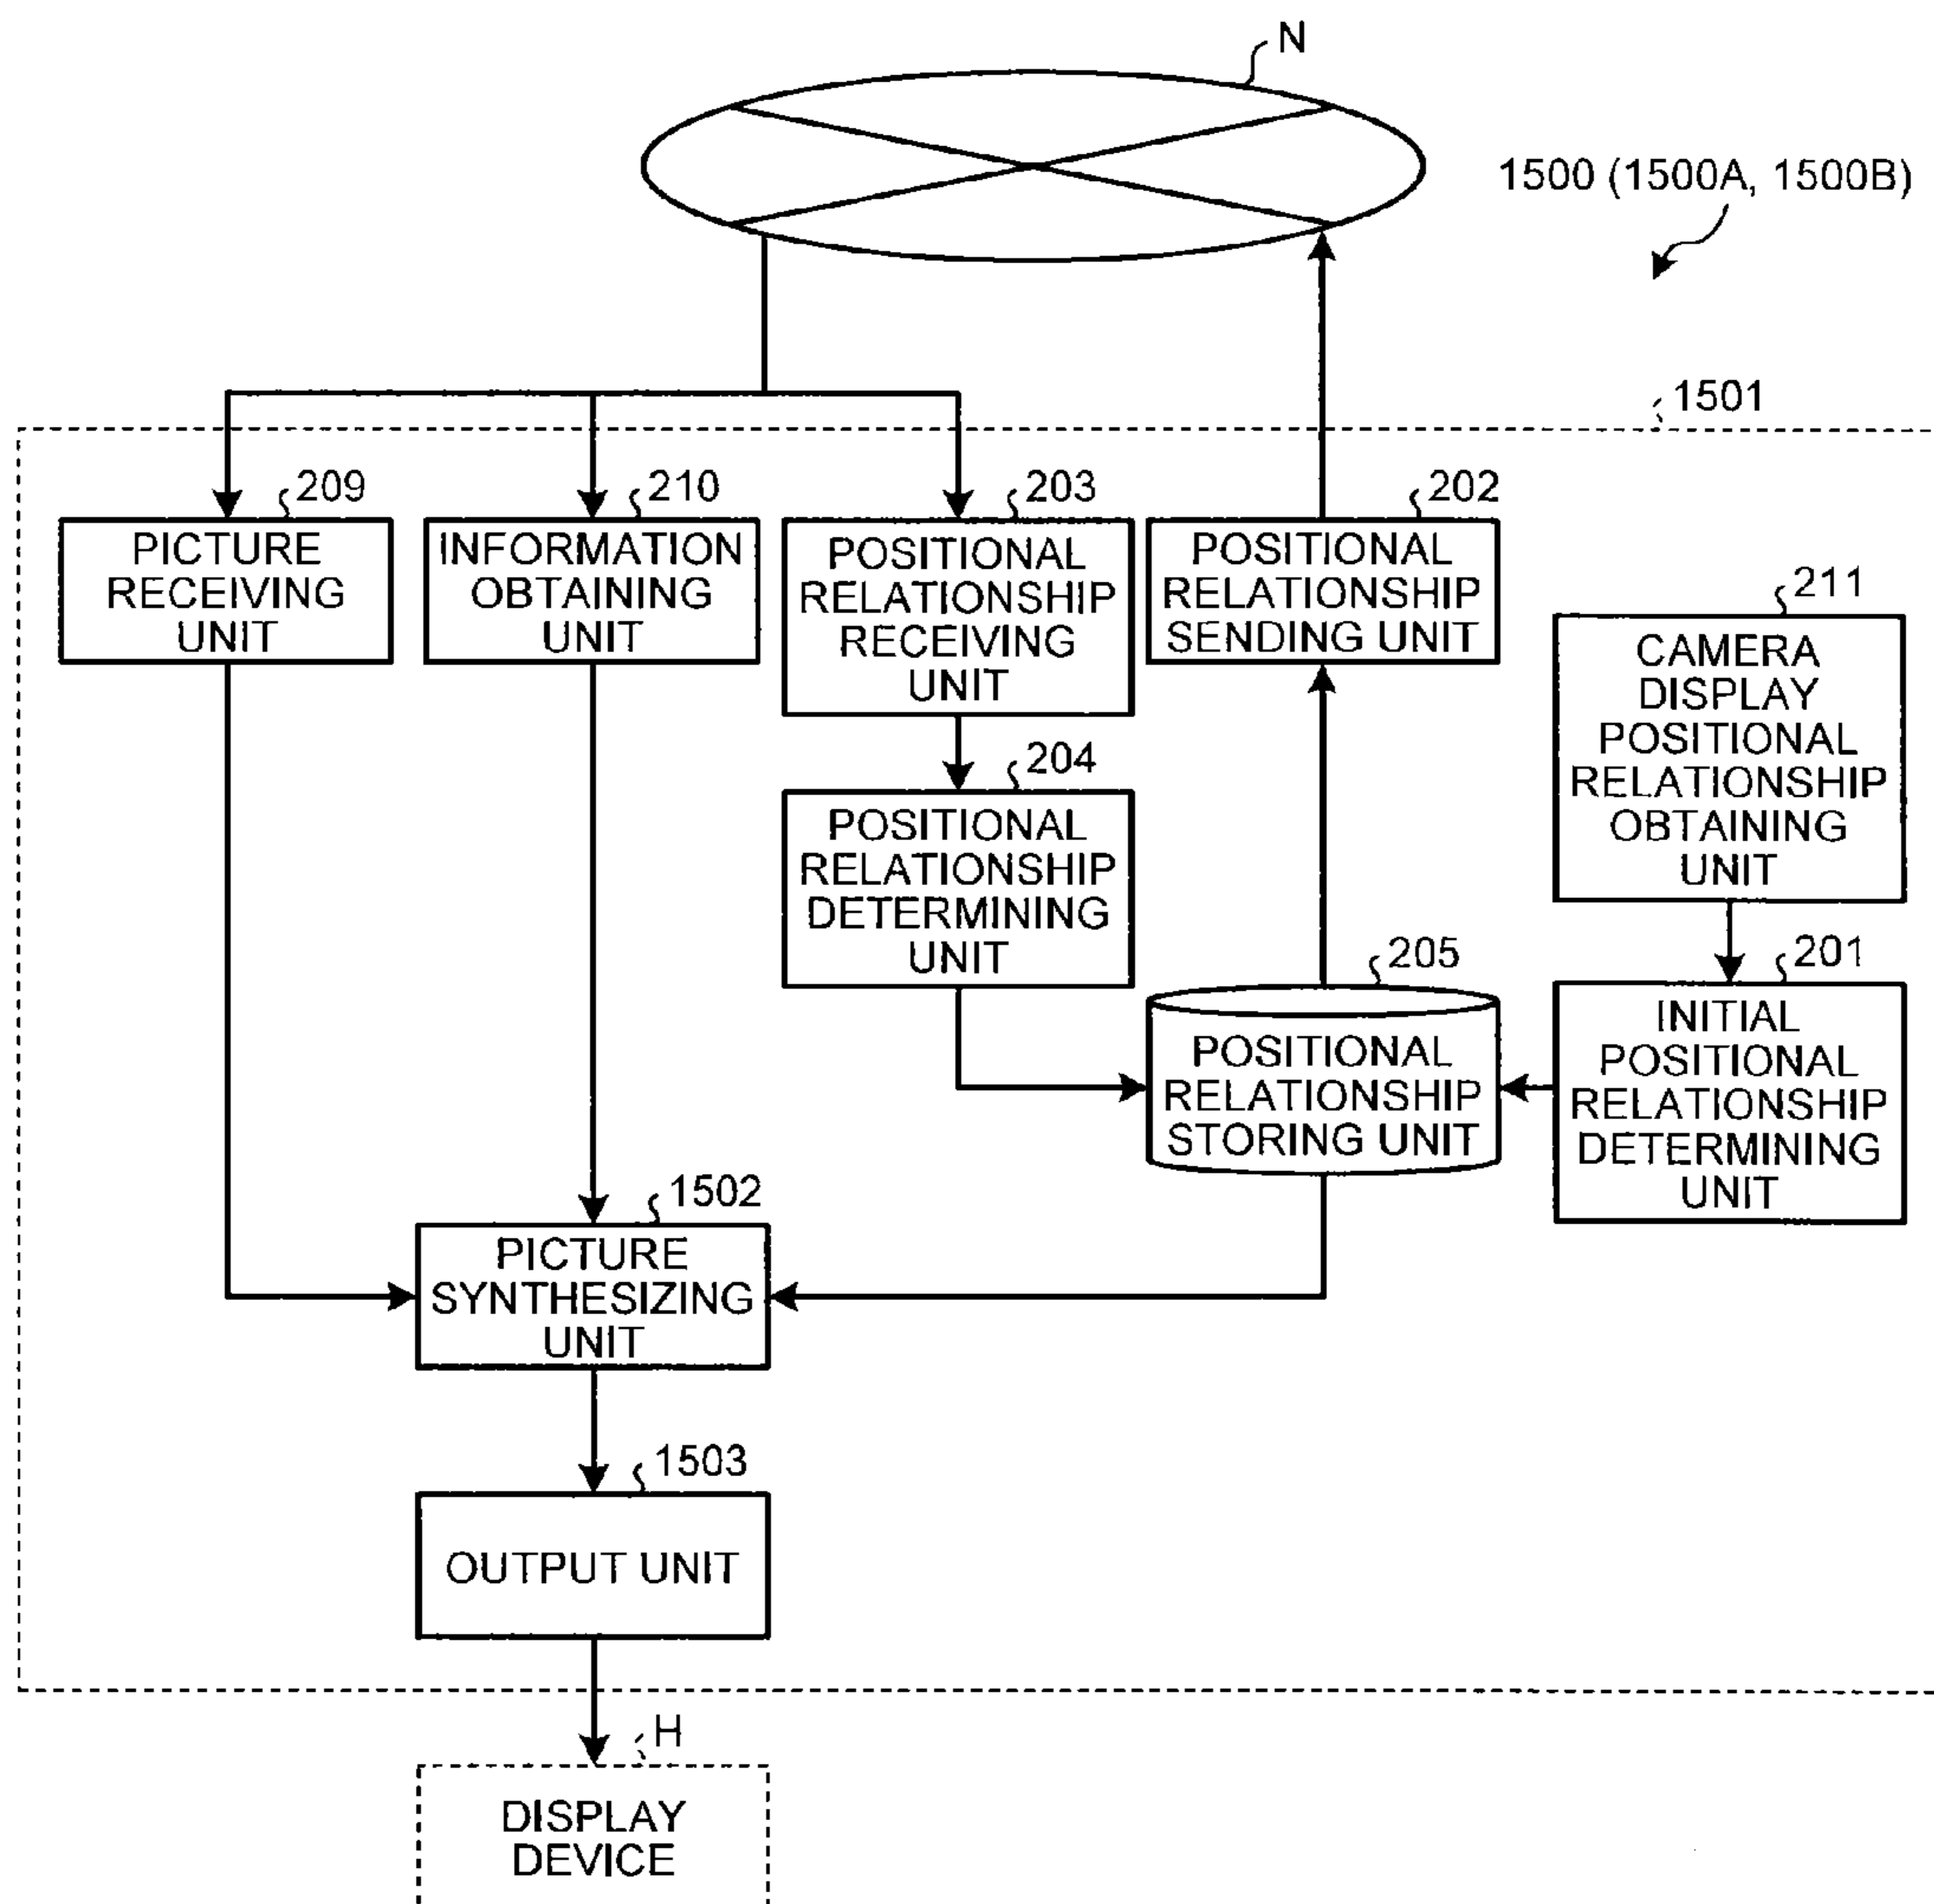 N
1500 (1500A, 1500B)
1501
209
PICTURE
RECEIVING
UNIT
210
INFORMATION
OBTAINING
UNIT
203
POSITIONAL
RELATIONSHIP
RECEIVING
UNIT
202
POSITIONAL
RELATIONSHIP
SENDING UNIT
211
CAMERA
DISPLAY
POSITIONAL
RELATIONSHIP
OBTAINING
UNIT
204
POSITIONAL
RELATIONSHIP
DETERMINING
UNIT
205
POSITIONAL
RELATIONSHIP
STORING UNIT
201
INITIAL
POSITIONAL
RELATIONSHIP
DETERMINING
UNIT
1502
PICTURE
SYNTHESIZING
UNIT
1503
OUTPUT UNIT
H
DISPLAY
DEVICE